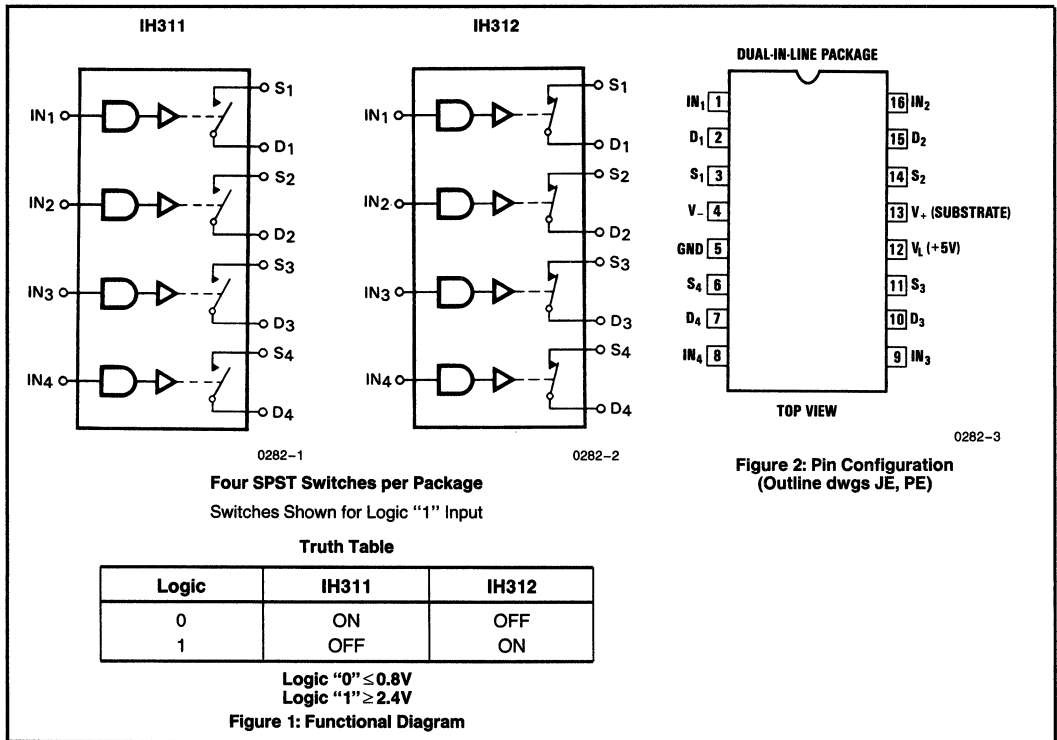 IH311
IN₁
S₁
D₁
IN₂
S₂
D₂
IN₃
S₃
D₃
IN₄
S₄
D₄
0282–1
IH312
IN₁
S₁
D₁
IN₂
S₂
D₂
IN₃
S₃
D₃
IN₄
S₄
D₄
0282–2
Four SPST Switches per Package
Switches Shown for Logic “1” Input
Truth Table
Logic IH311 IH312
0 ON OFF
1 OFF ON
Logic “0” ≤ 0.8V
Logic “1” ≥ 2.4V
Figure 1: Functional Diagram
DUAL-IN-LINE PACKAGE
IN₁ 1 16 IN₂
D₁ 2 15 D₂
S₁ 3 14 S₂
V₋ 4 13 V₊ (SUBSTRATE)
GND 5 12 V_L (+5V)
S₄ 6 11 S₃
D₄ 7 10 D₃
IN₄ 8 9 IN₃
TOP VIEW
0282–3
Figure 2: Pin Configuration
(Outline dwgs JE, PE)